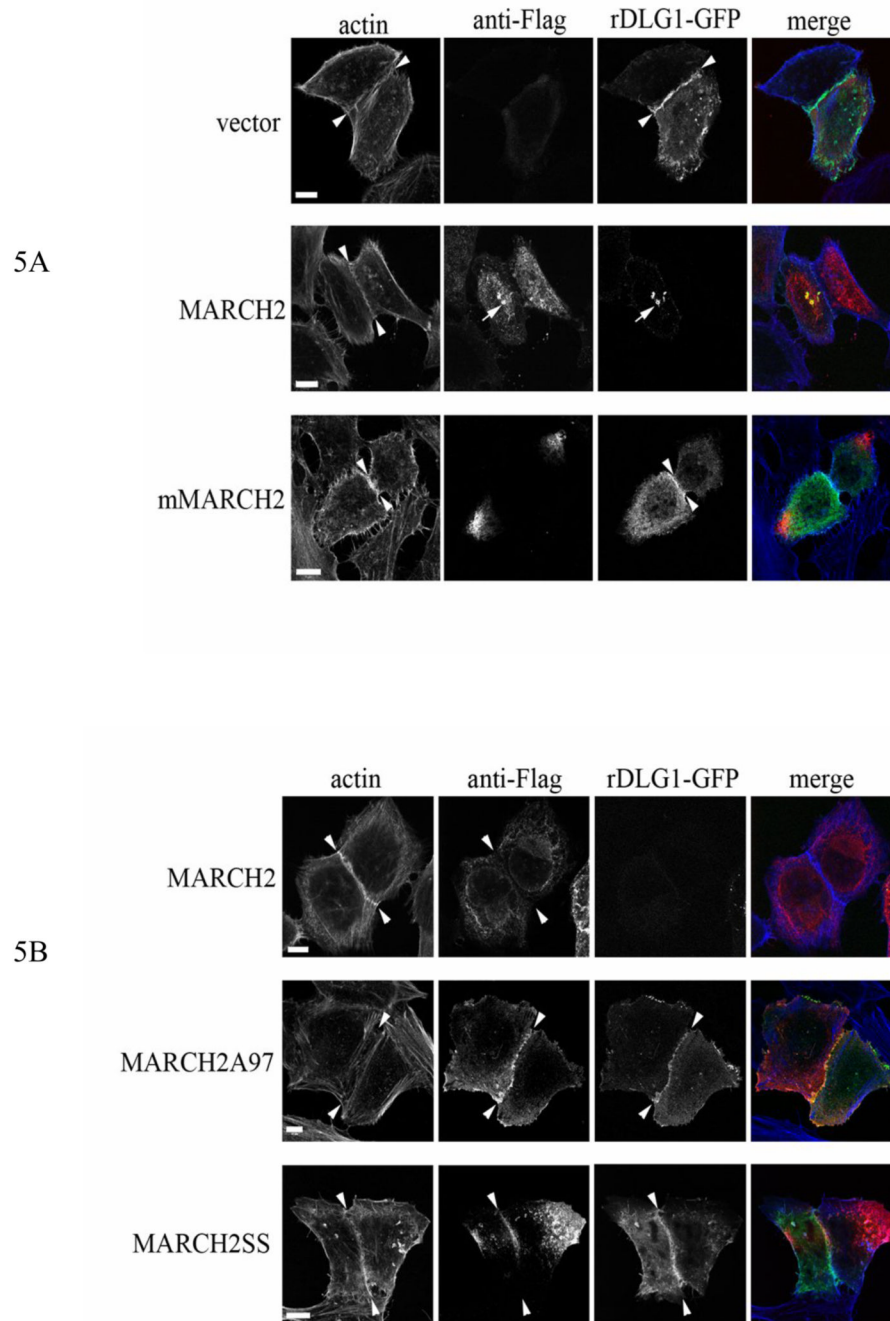 actin anti-Flag rDLG1-GFP merge
vector
5A
MARCH2
mMARCH2
actin anti-Flag rDLG1-GFP merge
MARCH2
5B
MARCH2A97
MARCH2SS